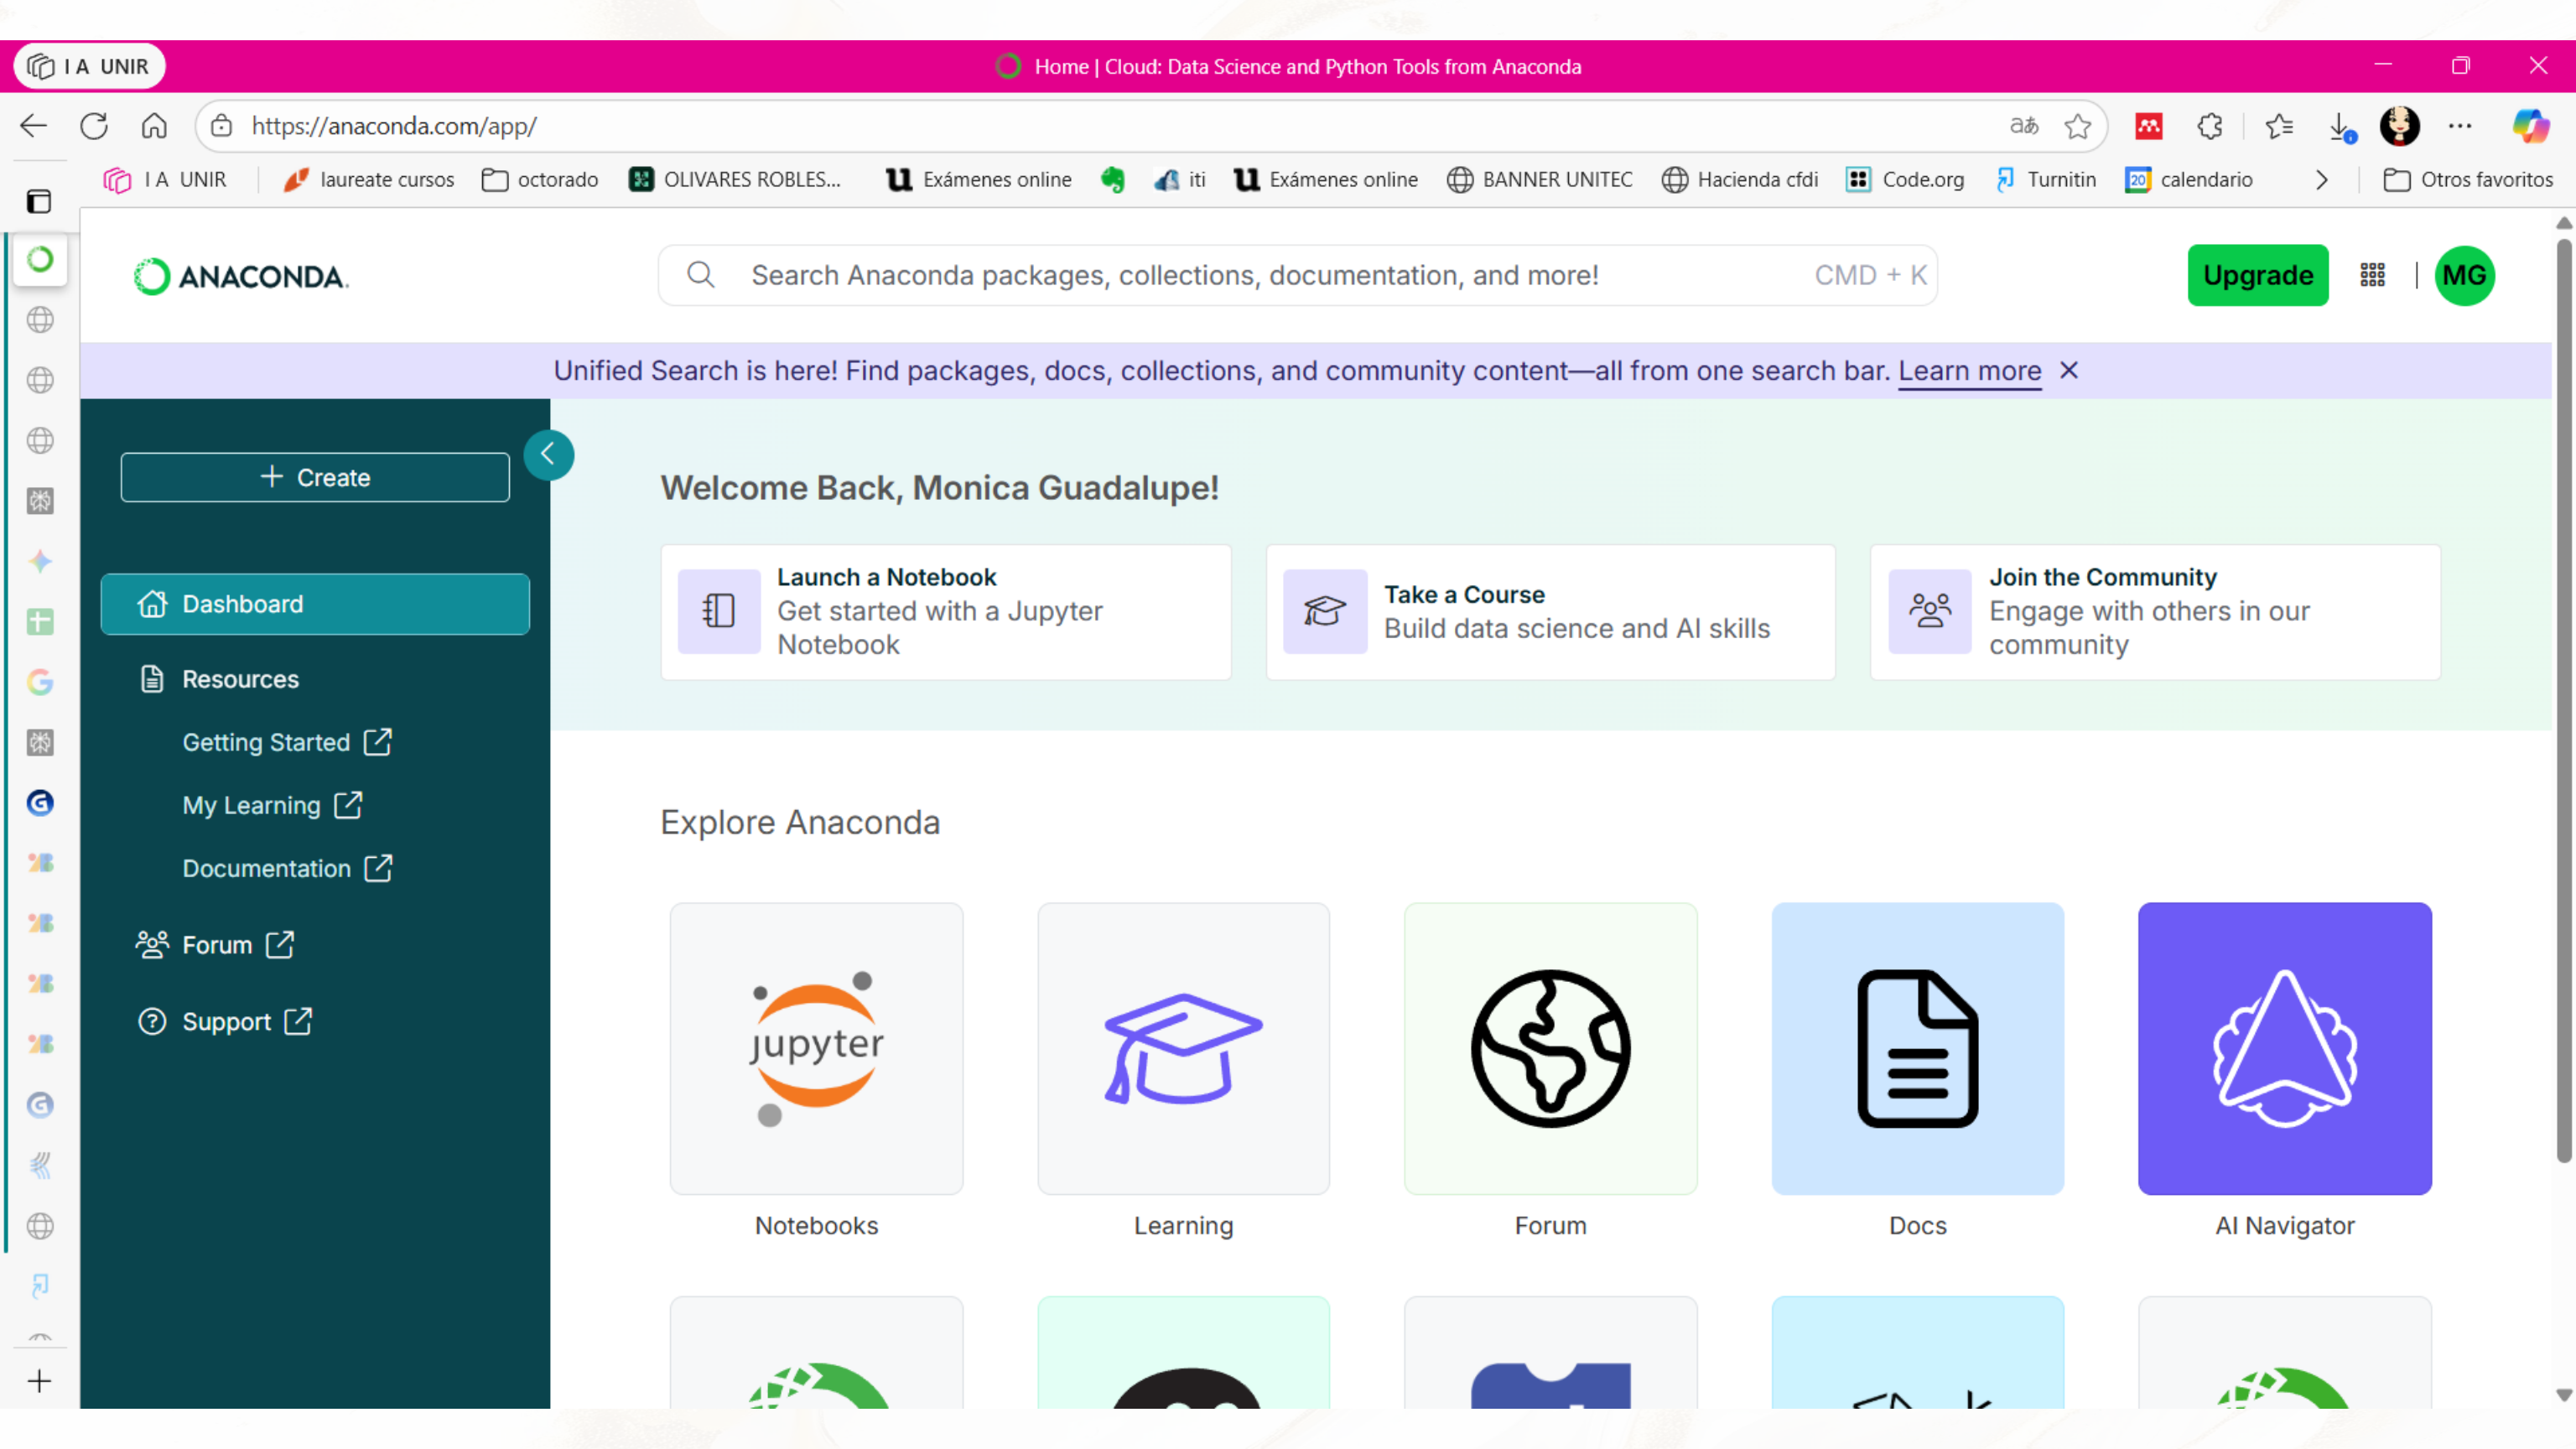 I A UNIR
Home | Cloud: Data Science and Python Tools from Anaconda
https://anaconda.com/app/
aあ
I A UNIR
laureate cursos
octorado
OLIVARES ROBLES...
Exámenes online
iti
Exámenes online
BANNER UNITEC
Hacienda cfdi
Code.org
Turnitin
20
calendario
Otros favoritos
ANACONDA.
Search Anaconda packages, collections, documentation, and more!
CMD + K
Upgrade
MG
Unified Search is here! Find packages, docs, collections, and community content—all from one search bar. Learn more
Create
Dashboard
Resources
Getting Started
My Learning
Documentation
Forum
Support
Welcome Back, Monica Guadalupe!
Launch a Notebook
Get started with a Jupyter
Notebook
Take a Course
Build data science and AI skills
Join the Community
Engage with others in our
community
Explore Anaconda
jupyter
Notebooks
Learning
Forum
Docs
AI Navigator